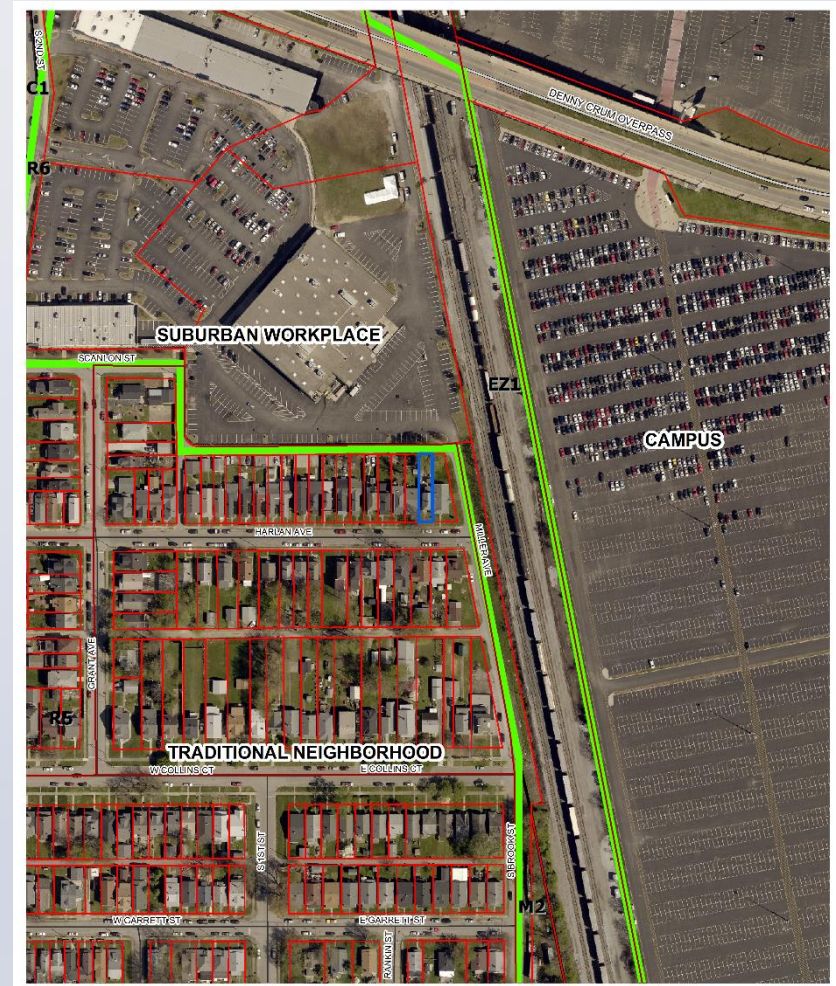 S 2ND ST
C1
DENNY CRUM OVERPASS
R6
SUBURBAN WORKPLACE
SCANLON ST
EZ1
CAMPUS
HARLAN AVE
MILLER AVE
CRANT AVE
R5
TRADITIONAL NEIGHBORHOOD
W COLLINS CT
E COLLINS CT
S 1ST ST
S BROOK ST
M2
W GARRETT ST
E GARRETT ST
RANKIN ST